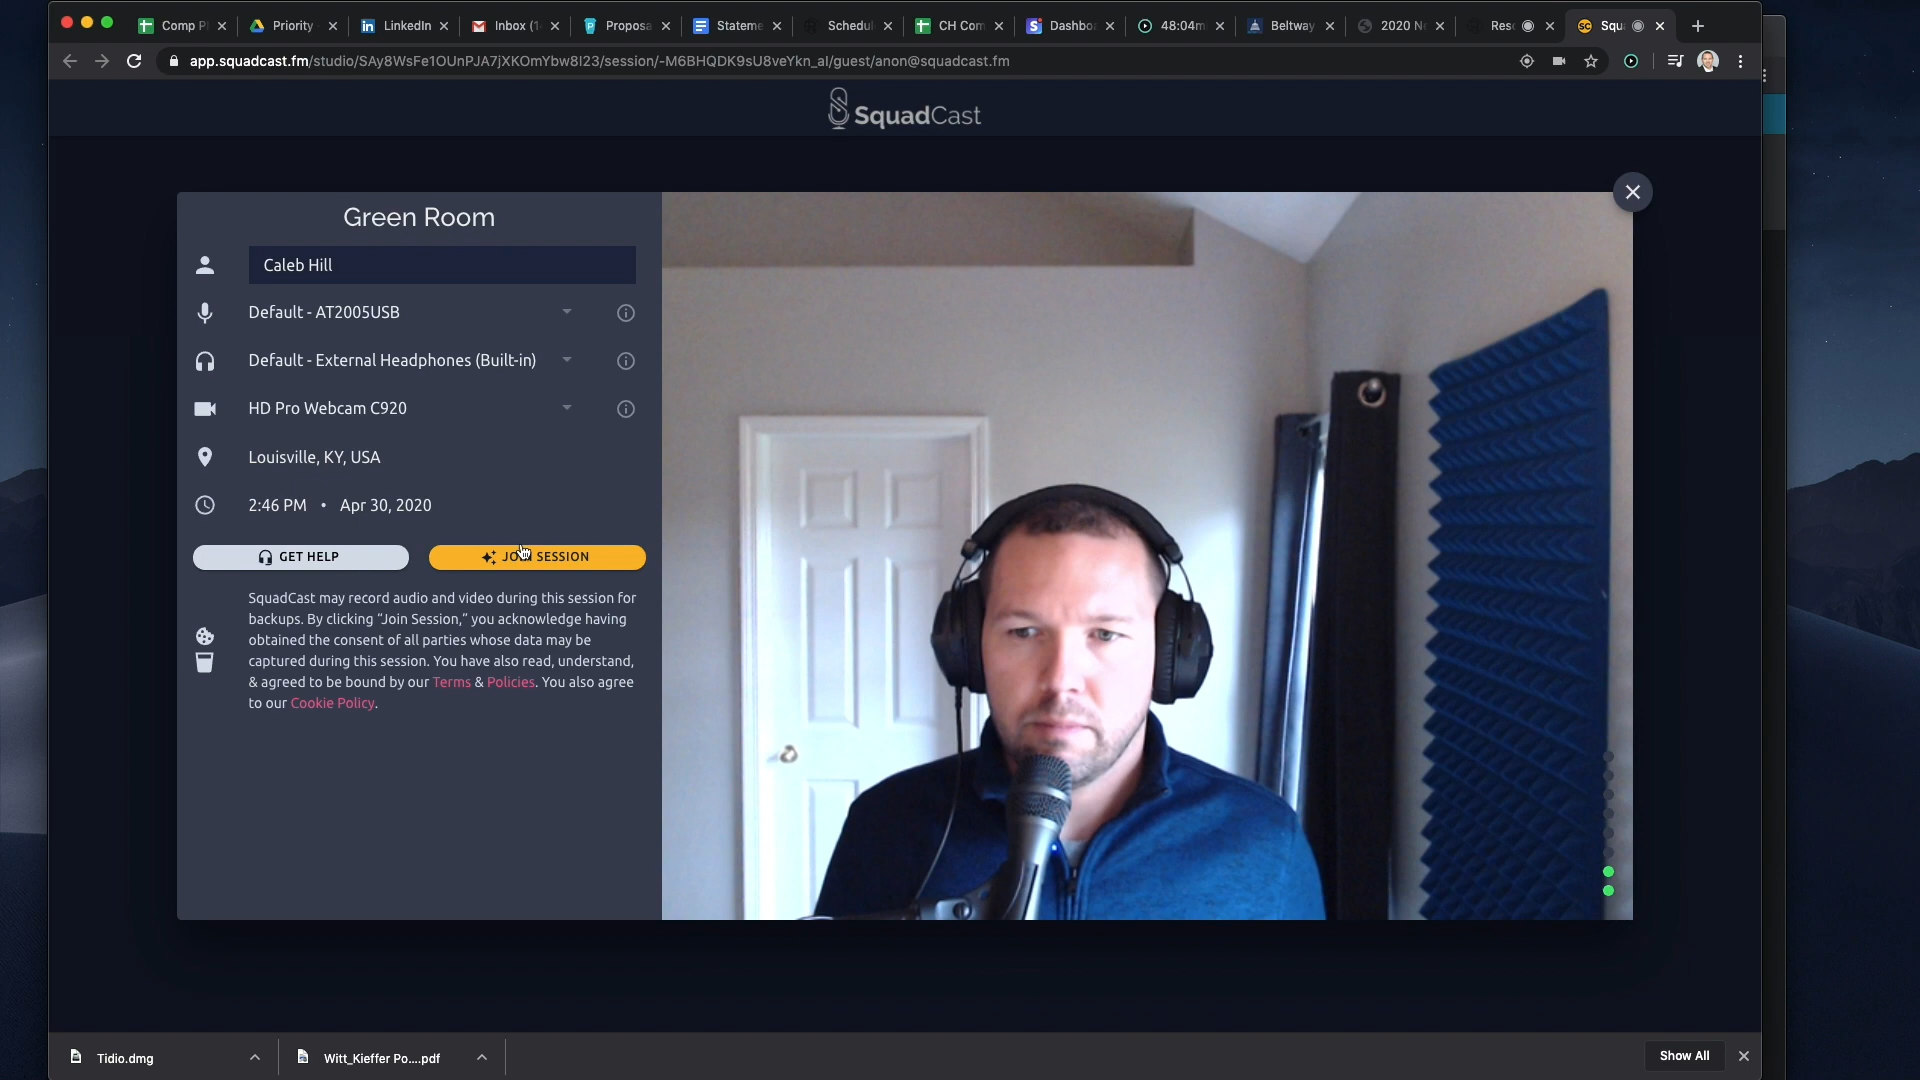 Comp P
Priority
LinkedIn
Inbox (1
Proposa
Stateme
Schedul
CH Com
Dashbo
48:04m
Beltway
2020 N
Res
Squ
app.squadcast.fm/studio/SAy8WsFe1OUnPJA7jXKOmYbw8I23/session/-M6BHQDK9sU8veYkn_al/guest/anon@squadcast.fm
SquadCast
Green Room
Caleb Hill
Default - AT2005USB
Default - External Headphones (Built-in)
HD Pro Webcam C920
Louisville, KY, USA
2:46 PM • Apr 30, 2020
GET HELP
JOIN SESSION
SquadCast may record audio and video during this session for
backups. By clicking “Join Session,” you acknowledge having
obtained the consent of all parties whose data may be
captured during this session. You have also read, understand,
& agreed to be bound by our Terms & Policies. You also agree
to our Cookie Policy.
Tidio.dmg
Witt_Kieffer Po....pdf
Show All